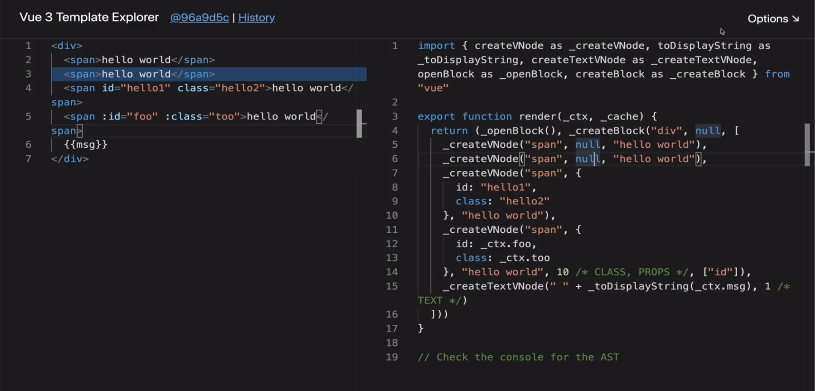 Vue 3 Template Explorer @96a9d5c | History
Options ↘
1 <div>
2 <span>hello world</span>
3 <span>hello world</span>
4 <span id="hello1" class="hello2">hello world</
span>
5 <span :id="foo" :class="too">hello world</
span>
6 {{msg}}
7 </div>
1 import { createVNode as _createVNode, toDisplayString as
_toDisplayString, createTextVNode as _createTextVNode,
openBlock as _openBlock, createBlock as _createBlock } from
"vue"
2
3 export function render(_ctx, _cache) {
4 return (_openBlock(), _createBlock("div", null, [
5 _createVNode("span", null, "hello world"),
6 _createVNode("span", null, "hello world"),
7 _createVNode("span", {
8 id: "hello1",
9 class: "hello2"
10 }, "hello world"),
11 _createVNode("span", {
12 id: _ctx.foo,
13 class: _ctx.too
14 }, "hello world", 10 /* CLASS, PROPS */, ["id"]),
15 _createTextVNode(" " + _toDisplayString(_ctx.msg), 1 /*
TEXT */)
16 ]))
17 }
18
19 // Check the console for the AST